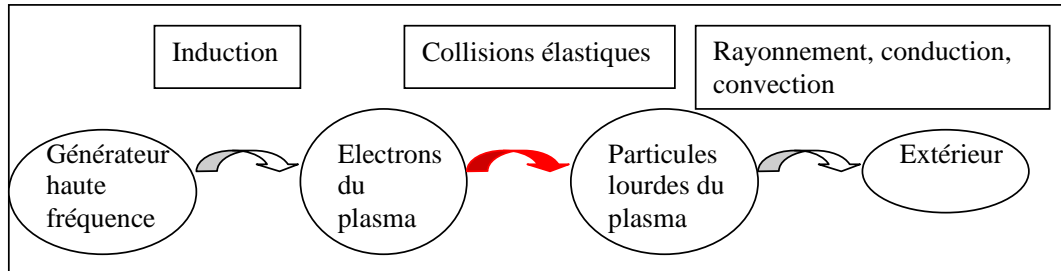 Induction
Collisions élastiques
Rayonnement, conduction,
convection
Générateur
haute
fréquence
Electrons
du
plasma
Particules
lourdes du
plasma
Extérieur